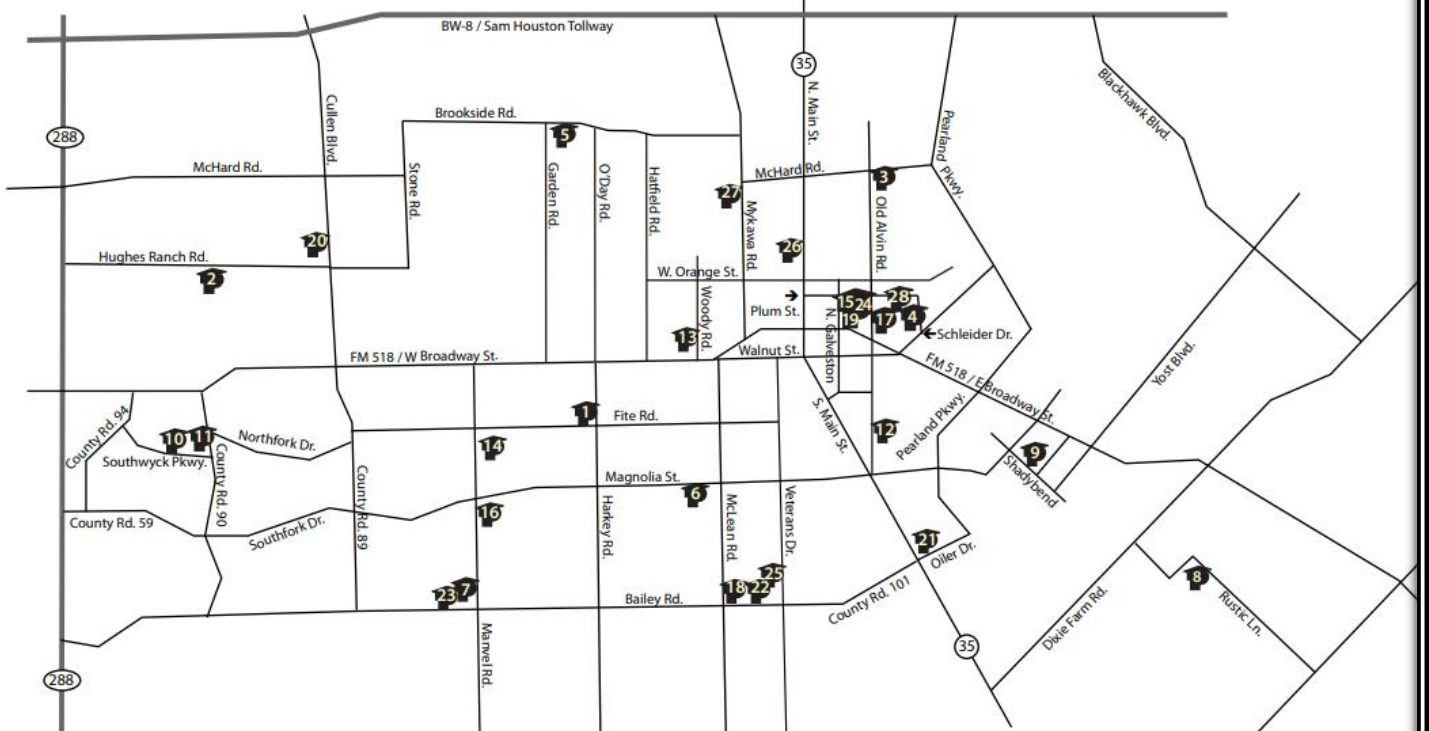 BW-8 / Sam Houston Tollway
35
288
Cullen Blvd.
Brookside Rd.
5
N. Main St.
Blackhawk Blvd.
Pearland Pkwy.
McHard Rd.
Stone Rd.
Garden Rd.
O'Day Rd.
Hatfield Rd.
27
Mykawa Rd.
McHard Rd.
3
Old Alvin Rd.
20
26
Hughes Ranch Rd.
2
W. Orange St.
Woody Rd.
Plum St.
15
24
28
19
17
4
N. Galveston
Schleider Dr.
13
Walnut St.
FM 518 / W Broadway St.
FM 518 / E Broadway St.
Yost Blvd.
County Rd. 94
10
11
Northfork Dr.
Southwyck Pkwy.
County Rd. 90
1
Fite Rd.
14
S. Main St.
12
Pearland Pkwy.
9
Shadybend
Magnolia St.
6
County Rd. 59
Southfork Dr.
County Rd. 89
16
Harkey Rd.
McLean Rd.
Veterans Dr.
21
Oiler Dr.
23
7
18
22
25
Bailey Rd.
County Rd. 101
8
Rustic Ln.
Dixie Farm Rd.
Manvel Rd.
35
288